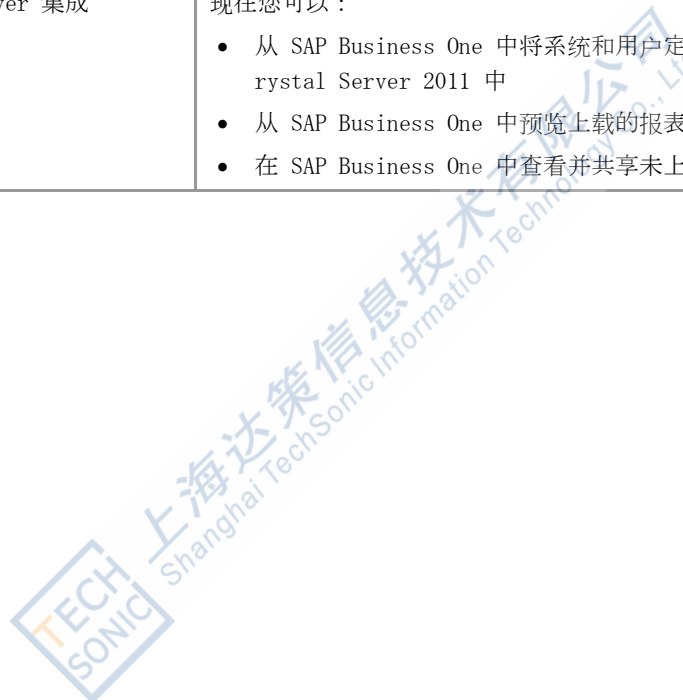 ver 集成
现在您可以：
• 从 SAP Business One 中将系统和用户定
rystal Server 2011 中
• 从 SAP Business One 中预览上载的报表
• 在 SAP Business One 中查看并共享未上
上海达策信息技术有限公司
Shanghai TechSonic Information Technology Co., Lt
TECH
SONIC